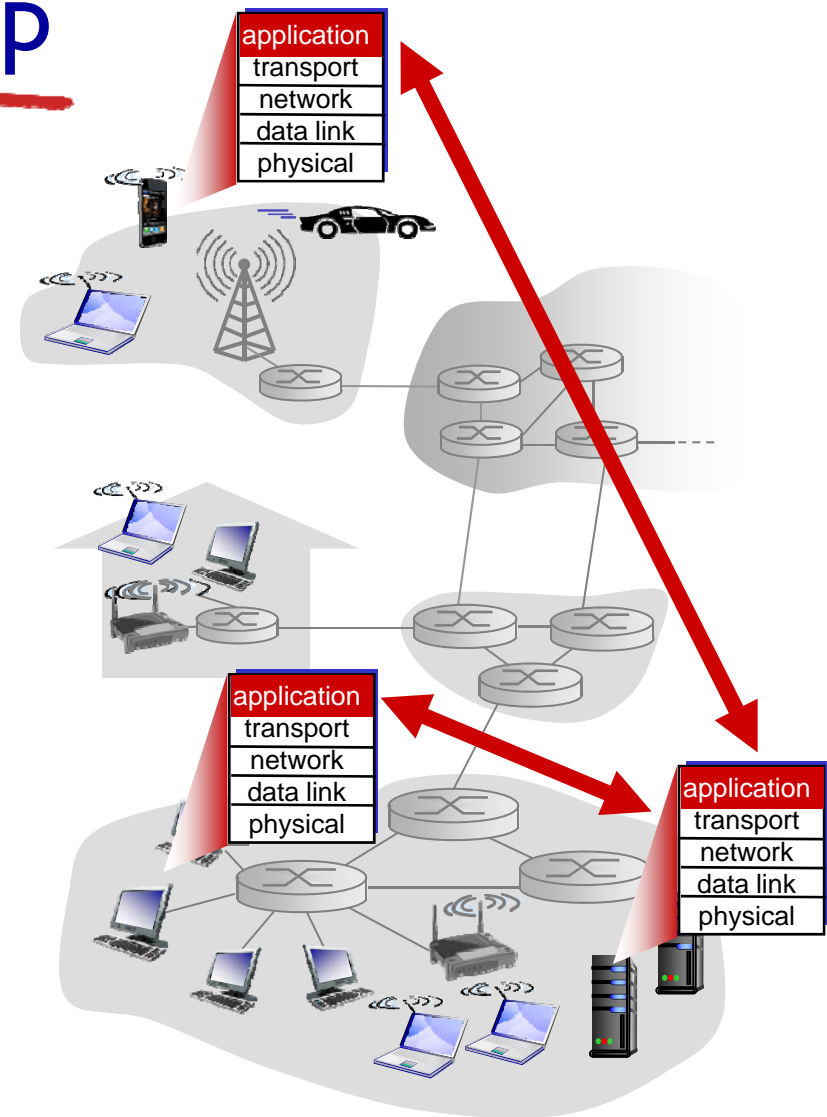 p
application
transport
network
data link
physical
application
transport
network
data link
physical
application
transport
network
data link
physical